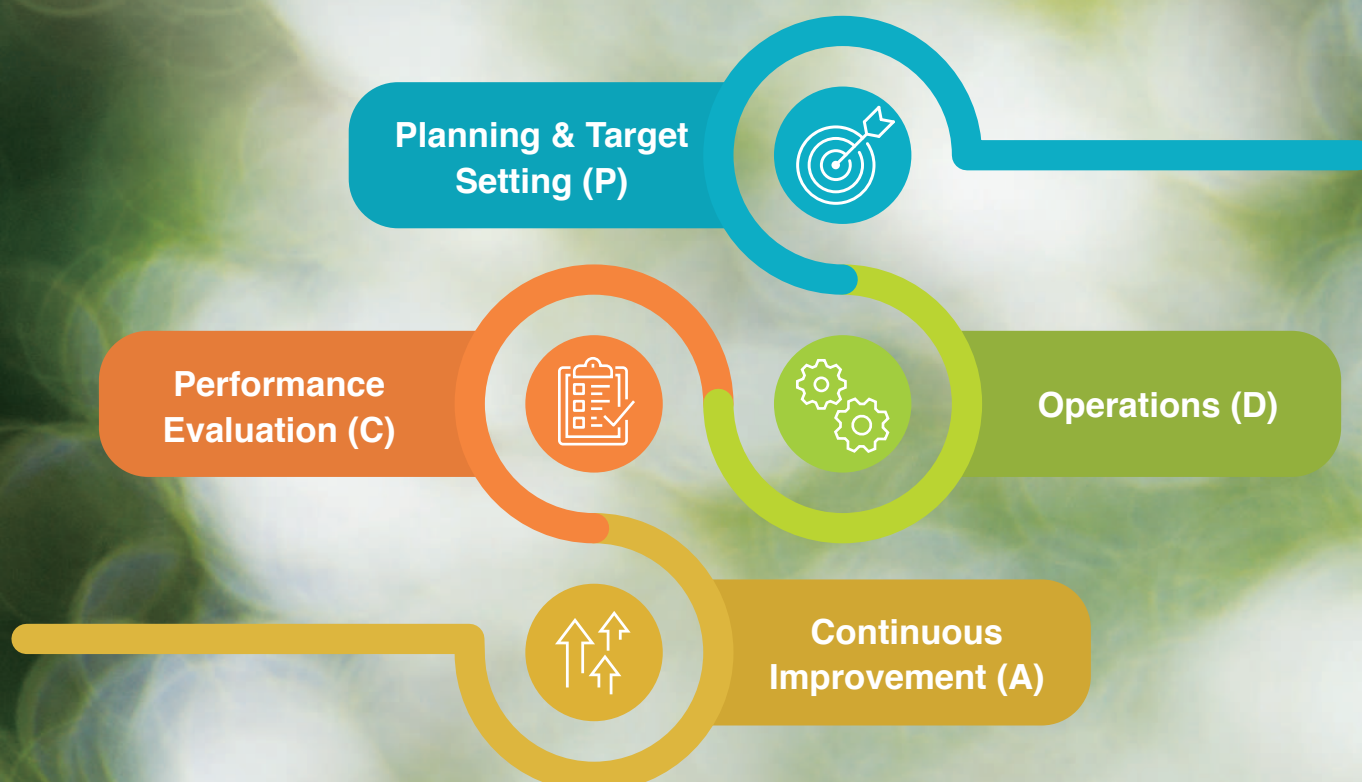 Planning & Target
Setting (P)
Performance
Evaluation (C)
Operations (D)
Continuous
Improvement (A)